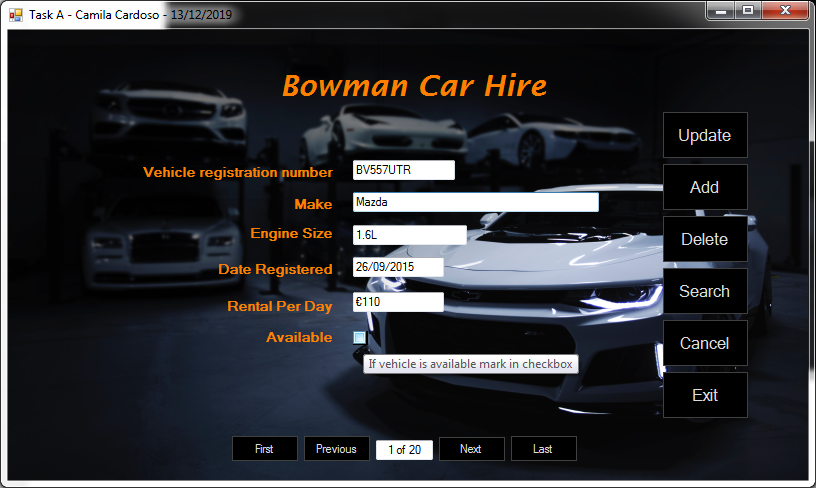 Task A - Camila Cardoso - 13/12/2019
Bowman Car Hire
Vehicle registration number BV557UTR
Make Mazda
Engine Size 1.6L
Date Registered 26/09/2015
Rental Per Day €110
Available
If vehicle is available mark in checkbox
Update
Add
Delete
Search
Cancel
Exit
First Previous 1 of 20 Next Last